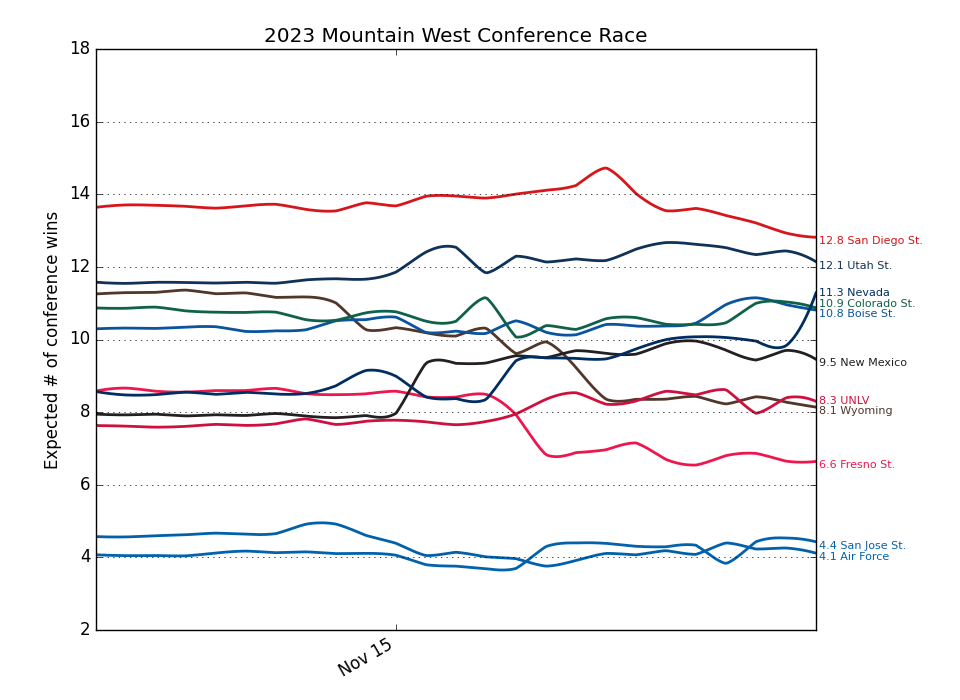 2023 Mountain West Conference Race
Expected # of conference wins
18
16
14
12
10
8
6
4
2
Nov 15
12.8 San Diego St.
12.1 Utah St.
11.3 Nevada
10.9 Colorado St.
10.8 Boise St.
9.5 New Mexico
8.3 UNLV
8.1 Wyoming
6.6 Fresno St.
4.4 San Jose St.
4.1 Air Force